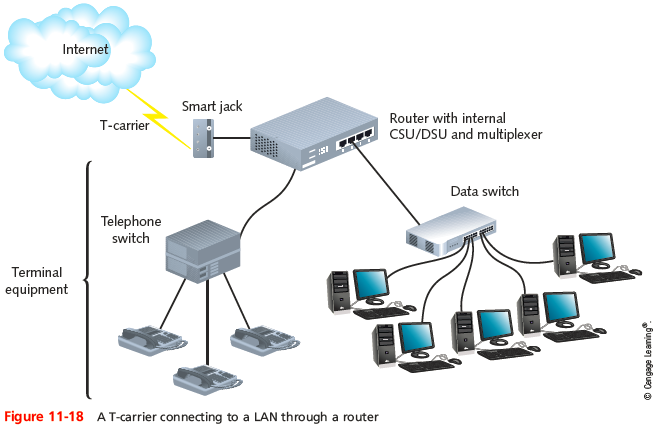 Internet
Smart jack
T-carrier
Router with internal
CSU/DSU and multiplexer
Data switch
Telephone
switch
Terminal
equipment
© Cengage Learning®.
Figure 11-18 A T-carrier connecting to a LAN through a router